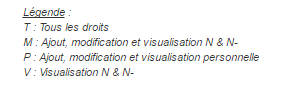 Légende :
T : Tous les droits
M : Ajout, modification et visualisation N & N-
P : Ajout, modification et visualisation personnelle
V : Visualisation N & N-